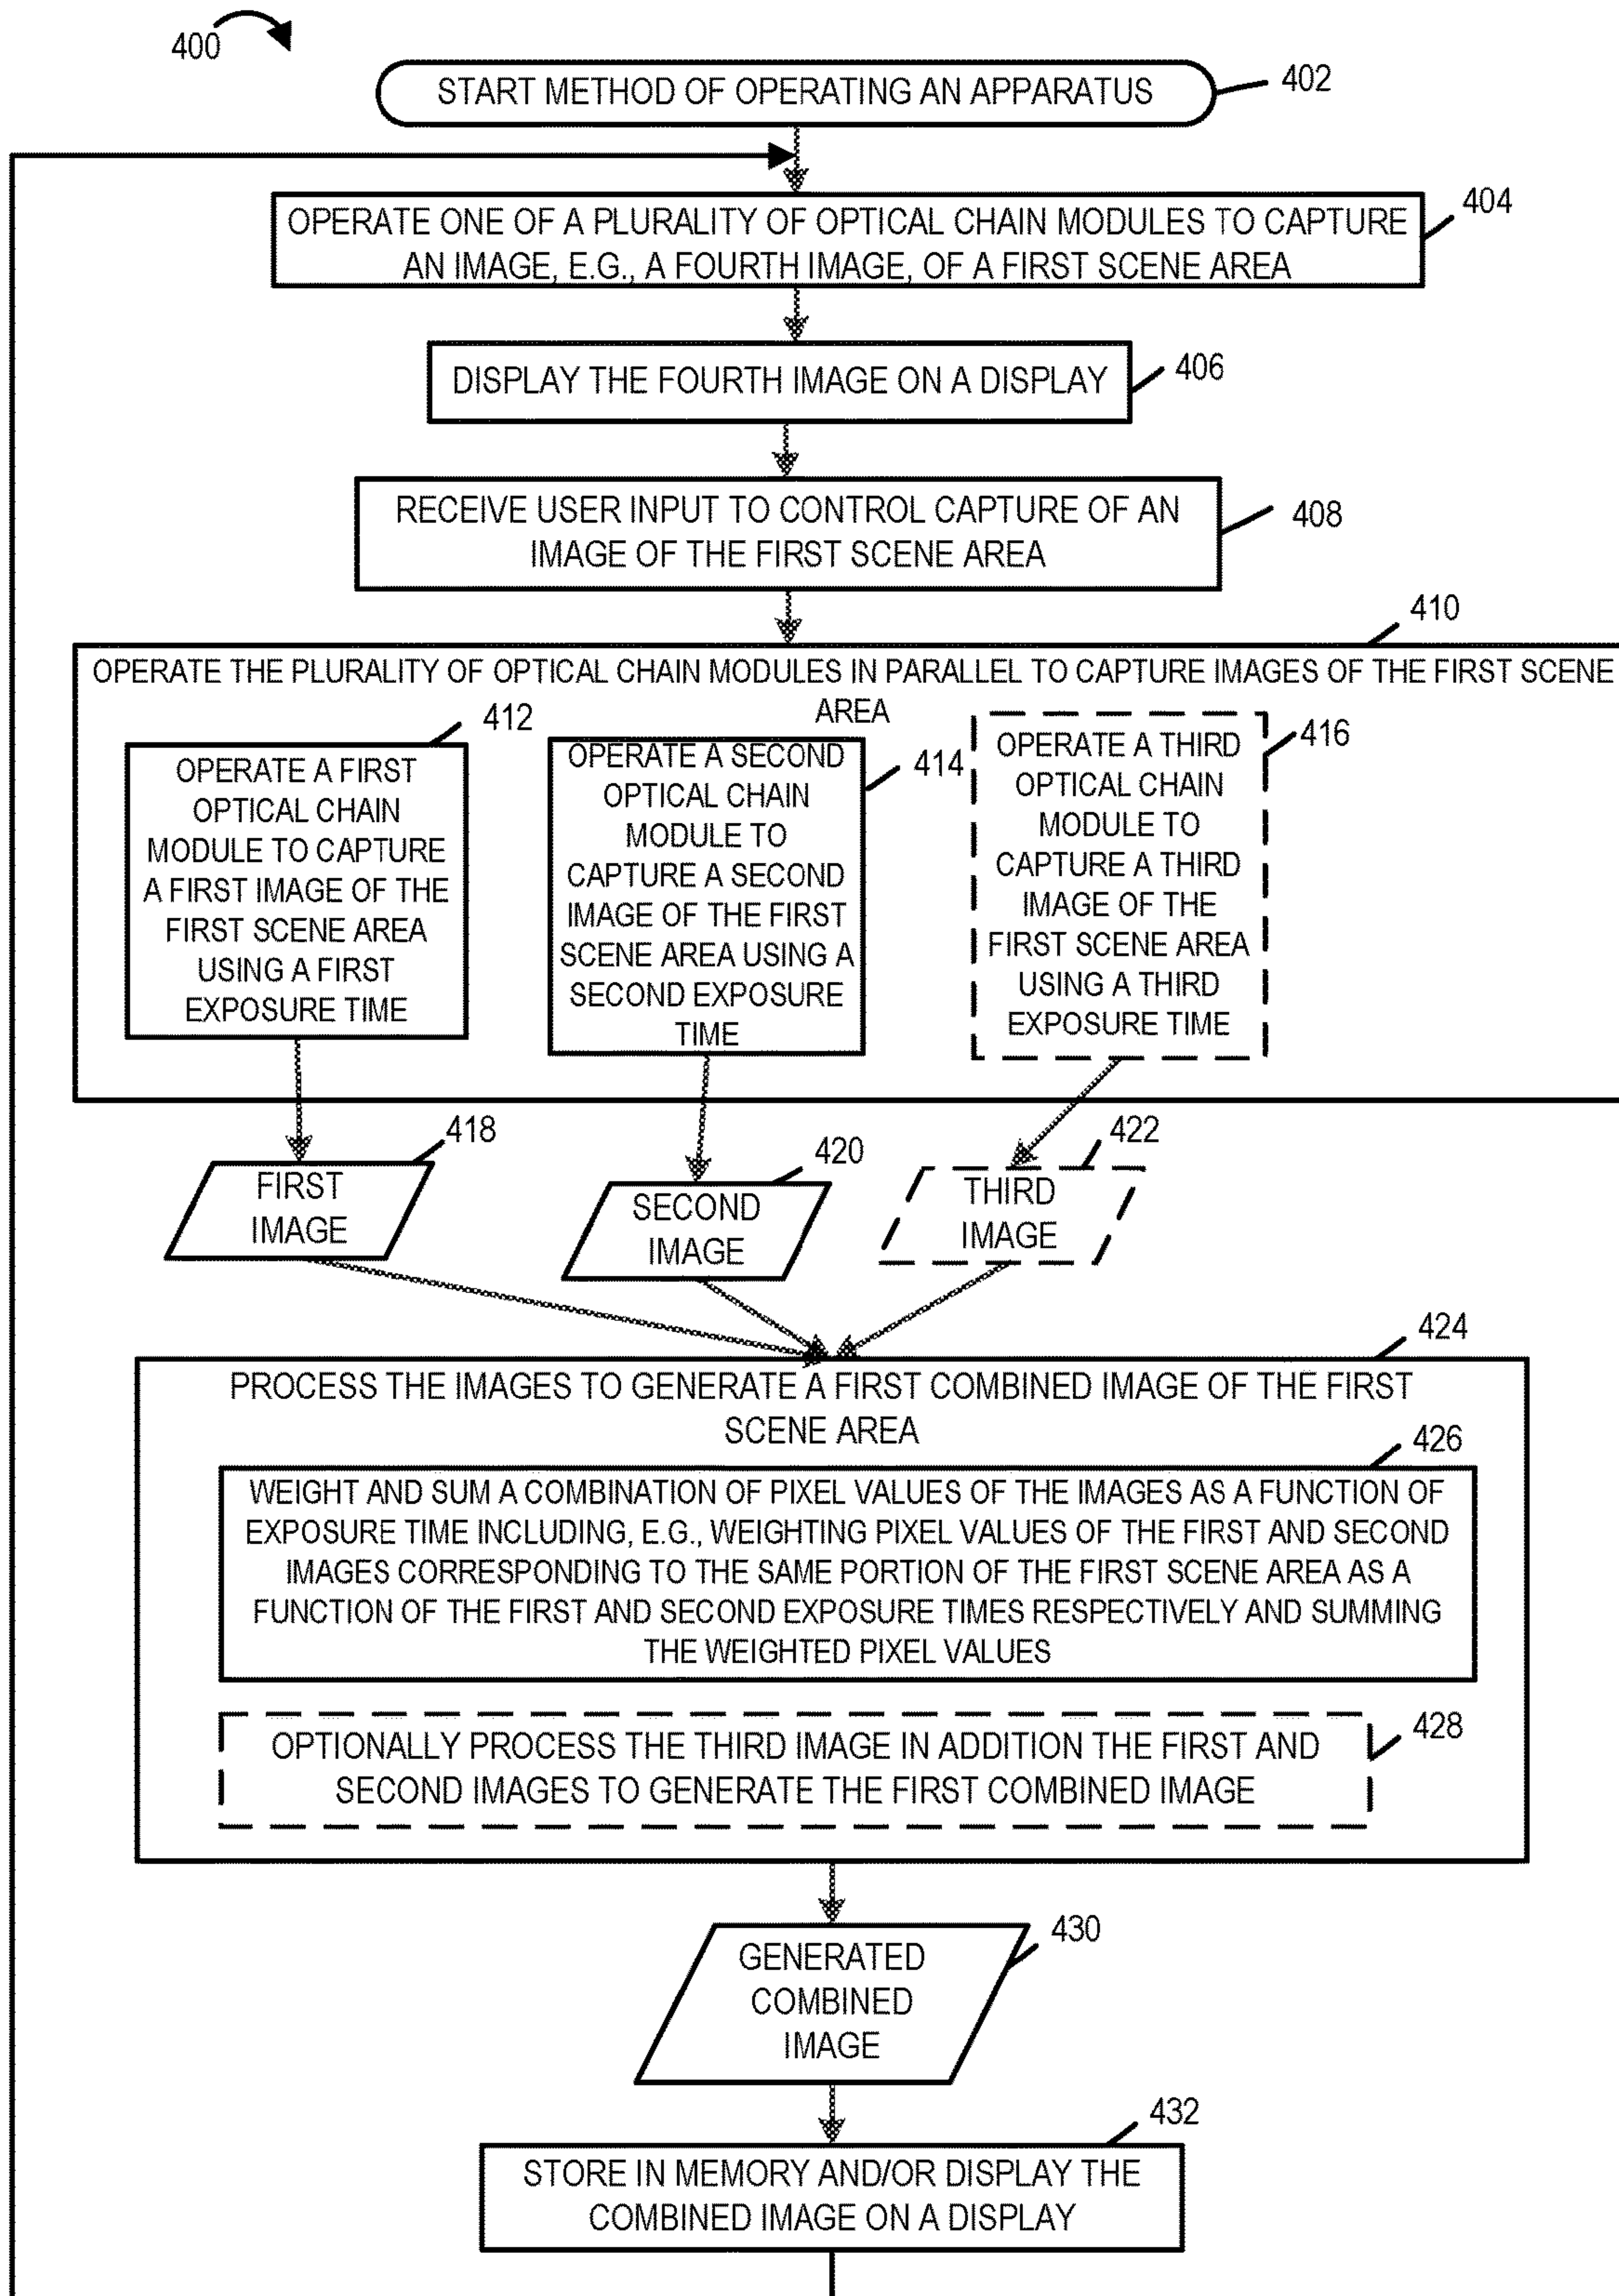 400
START METHOD OF OPERATING AN APPARATUS
402
OPERATE ONE OF A PLURALITY OF OPTICAL CHAIN MODULES TO CAPTURE
AN IMAGE, E.G., A FOURTH IMAGE, OF A FIRST SCENE AREA
404
DISPLAY THE FOURTH IMAGE ON A DISPLAY
406
RECEIVE USER INPUT TO CONTROL CAPTURE OF AN
IMAGE OF THE FIRST SCENE AREA
408
410
OPERATE THE PLURALITY OF OPTICAL CHAIN MODULES IN PARALLEL TO CAPTURE IMAGES OF THE FIRST SCENE
AREA
412
OPERATE A FIRST
OPTICAL CHAIN
MODULE TO CAPTURE
A FIRST IMAGE OF THE
FIRST SCENE AREA
USING A FIRST
EXPOSURE TIME
414
OPERATE A SECOND
OPTICAL CHAIN
MODULE TO
CAPTURE A SECOND
IMAGE OF THE FIRST
SCENE AREA USING A
SECOND EXPOSURE
TIME
416
OPERATE A THIRD
OPTICAL CHAIN
MODULE TO
CAPTURE A THIRD
IMAGE OF THE
FIRST SCENE AREA
USING A THIRD
EXPOSURE TIME
418
FIRST
IMAGE
420
SECOND
IMAGE
422
THIRD
IMAGE
424
PROCESS THE IMAGES TO GENERATE A FIRST COMBINED IMAGE OF THE FIRST
SCENE AREA
426
WEIGHT AND SUM A COMBINATION OF PIXEL VALUES OF THE IMAGES AS A FUNCTION OF
EXPOSURE TIME INCLUDING, E.G., WEIGHTING PIXEL VALUES OF THE FIRST AND SECOND
IMAGES CORRESPONDING TO THE SAME PORTION OF THE FIRST SCENE AREA AS A
FUNCTION OF THE FIRST AND SECOND EXPOSURE TIMES RESPECTIVELY AND SUMMING
THE WEIGHTED PIXEL VALUES
428
OPTIONALLY PROCESS THE THIRD IMAGE IN ADDITION THE FIRST AND
SECOND IMAGES TO GENERATE THE FIRST COMBINED IMAGE
430
GENERATED
COMBINED
IMAGE
432
STORE IN MEMORY AND/OR DISPLAY THE
COMBINED IMAGE ON A DISPLAY